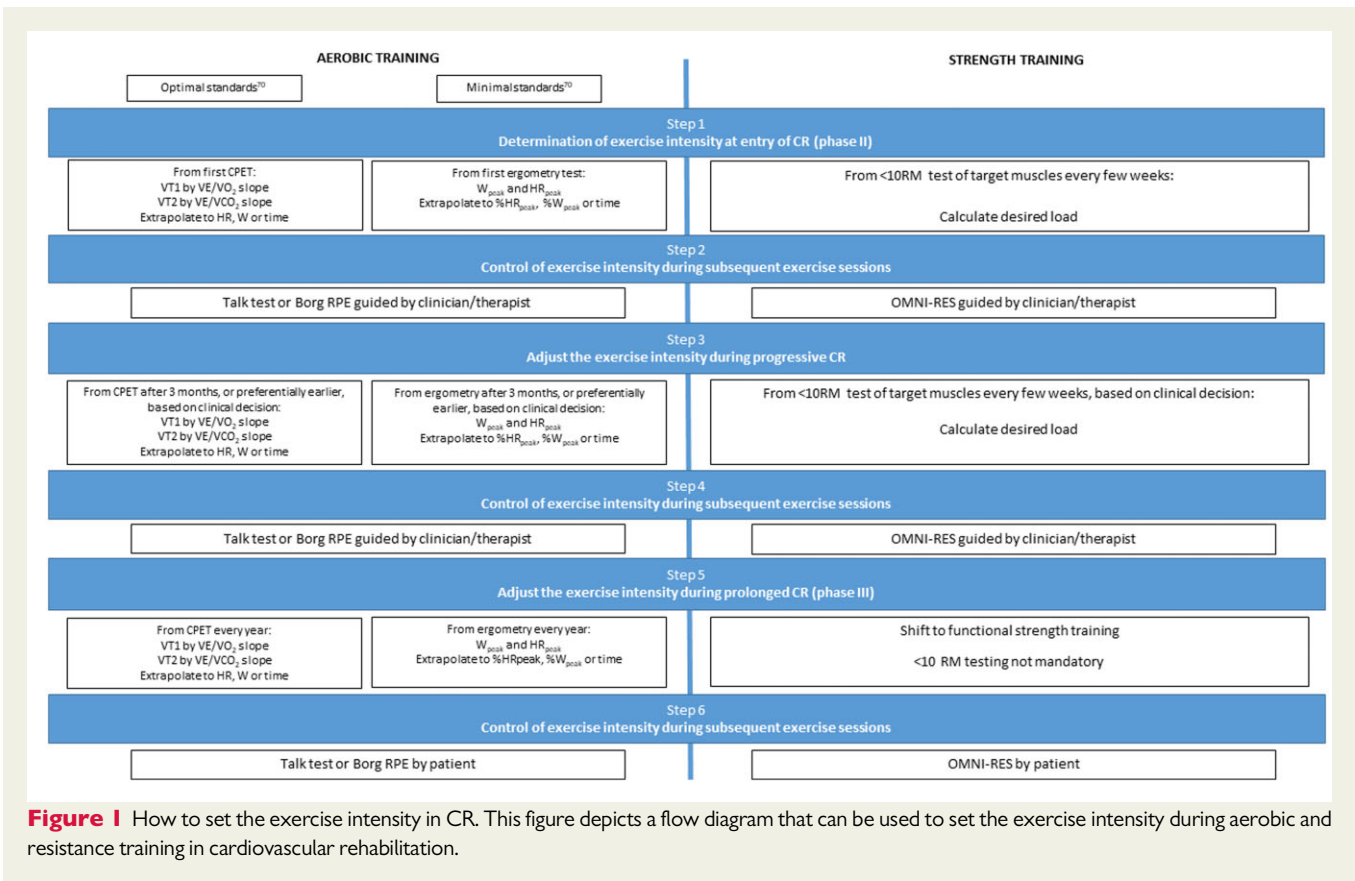 AEROBIC TRAINING
STRENGTH TRAINING
Optimal standards⁷⁰
Minimal standards⁷⁰
Step 1
Determination of exercise intensity at entry of CR (phase II)
From first CPET:
VT1 by VE/VO₂ slope
VT2 by VE/VCO₂ slope
Extrapolate to HR, W or time
From first ergometry test:
Wpeak and HRpeak
Extrapolate to %HRpeak, %Wpeak or time
From <10RM test of target muscles every few weeks:
Calculate desired load
Step 2
Control of exercise intensity during subsequent exercise sessions
Talk test or Borg RPE guided by clinician/therapist
OMNI-RES guided by clinician/therapist
Step 3
Adjust the exercise intensity during progressive CR
From CPET after 3 months, or preferentially earlier,
based on clinical decision:
VT1 by VE/VO₂ slope
VT2 by VE/VCO₂ slope
Extrapolate to HR, W or time
From ergometry after 3 months, or preferentially
earlier, based on clinical decision:
Wpeak and HRpeak
Extrapolate to %HRpeak, %Wpeak or time
From <10RM test of target muscles every few weeks, based on clinical decision:
Calculate desired load
Step 4
Control of exercise intensity during subsequent exercise sessions
Talk test or Borg RPE guided by clinician/therapist
OMNI-RES guided by clinician/therapist
Step 5
Adjust the exercise intensity during prolonged CR (phase III)
From CPET every year:
VT1 by VE/VO₂ slope
VT2 by VE/VCO₂ slope
Extrapolate to HR, W or time
From ergometry every year:
Wpeak and HRpeak
Extrapolate to %HRpeak, %Wpeak or time
Shift to functional strength training
<10 RM testing not mandatory
Step 6
Control of exercise intensity during subsequent exercise sessions
Talk test or Borg RPE by patient
OMNI-RES by patient
Figure 1 How to set the exercise intensity in CR. This figure depicts a flow diagram that can be used to set the exercise intensity during aerobic and
resistance training in cardiovascular rehabilitation.